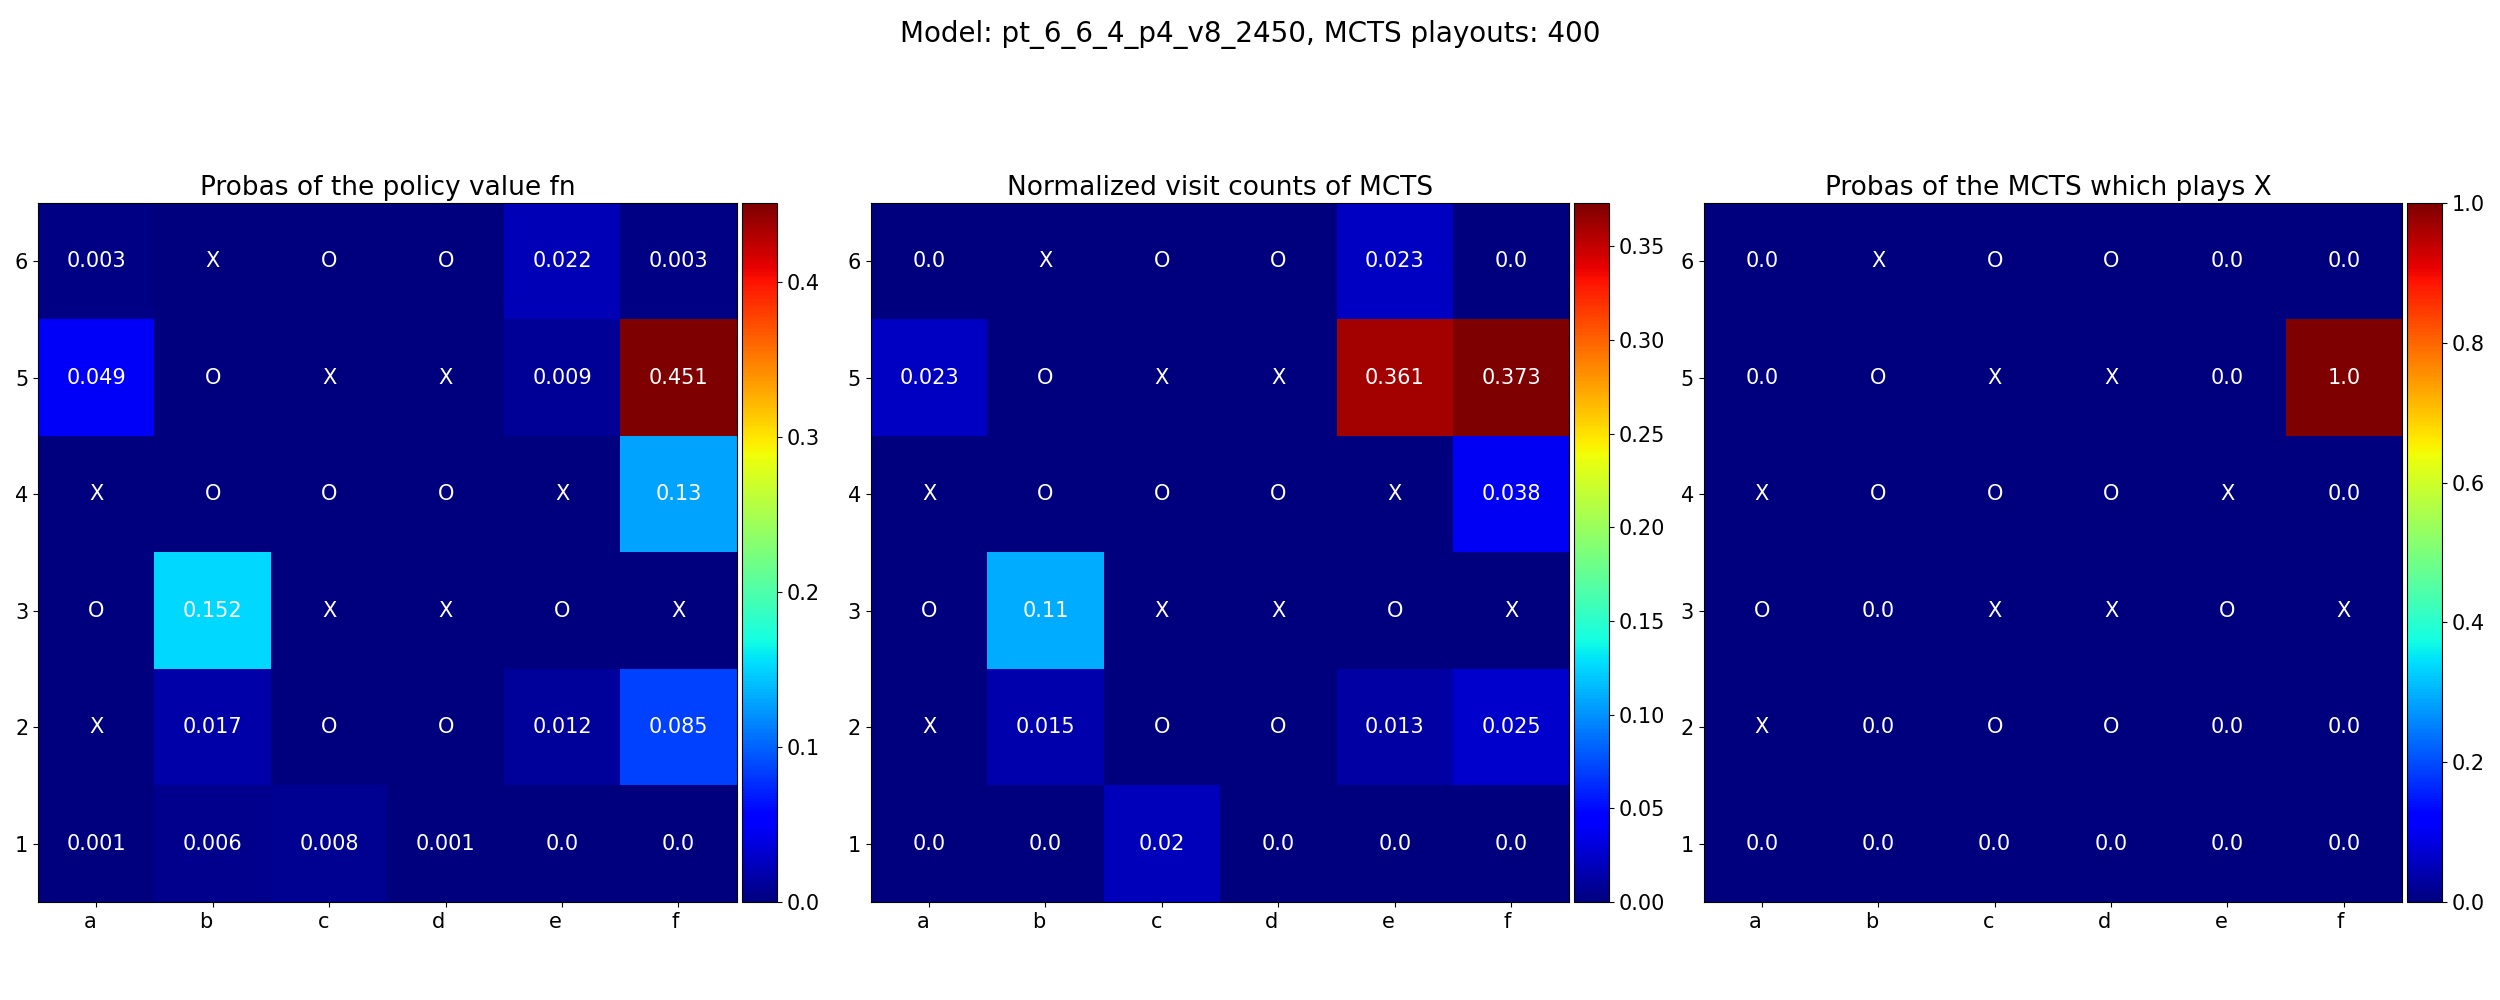 Model: pt_6_6_4_p4_v8_2450, MCTS playouts: 400
Probas of the policy value fn
6 0.003 X O O 0.022 0.003
5 0.049 O X X 0.009 0.451
4 X O O O X 0.13
3 O 0.152 X X O X
2 X 0.017 O O 0.012 0.085
1 0.001 0.006 0.008 0.001 0.0 0.0
a b c d e f
0.4
0.3
0.2
0.1
0.0
Normalized visit counts of MCTS
6 0.0 X O O 0.023 0.0
5 0.023 O X X 0.361 0.373
4 X O O O X 0.038
3 O 0.11 X X O X
2 X 0.015 O O 0.013 0.025
1 0.0 0.0 0.02 0.0 0.0 0.0
a b c d e f
0.35
0.30
0.25
0.20
0.15
0.10
0.05
0.00
Probas of the MCTS which plays X
6 0.0 X O O 0.0 0.0
5 0.0 O X X 0.0 1.0
4 X O O O X 0.0
3 O 0.0 X X O X
2 X 0.0 O O 0.0 0.0
1 0.0 0.0 0.0 0.0 0.0 0.0
a b c d e f
1.0
0.8
0.6
0.4
0.2
0.0